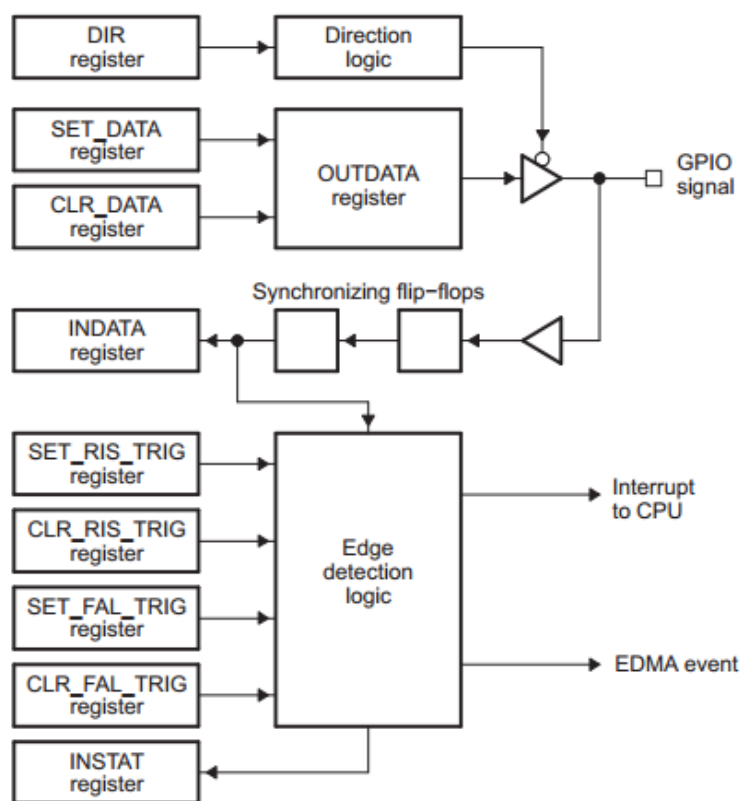 DIR
register
Direction
logic
SET_DATA
register
CLR_DATA
register
OUTDATA
register
GPIO
signal
Synchronizing flip−flops
INDATA
register
SET_RIS_TRIG
register
CLR_RIS_TRIG
register
SET_FAL_TRIG
register
CLR_FAL_TRIG
register
INSTAT
register
Edge
detection
logic
Interrupt
to CPU
EDMA event